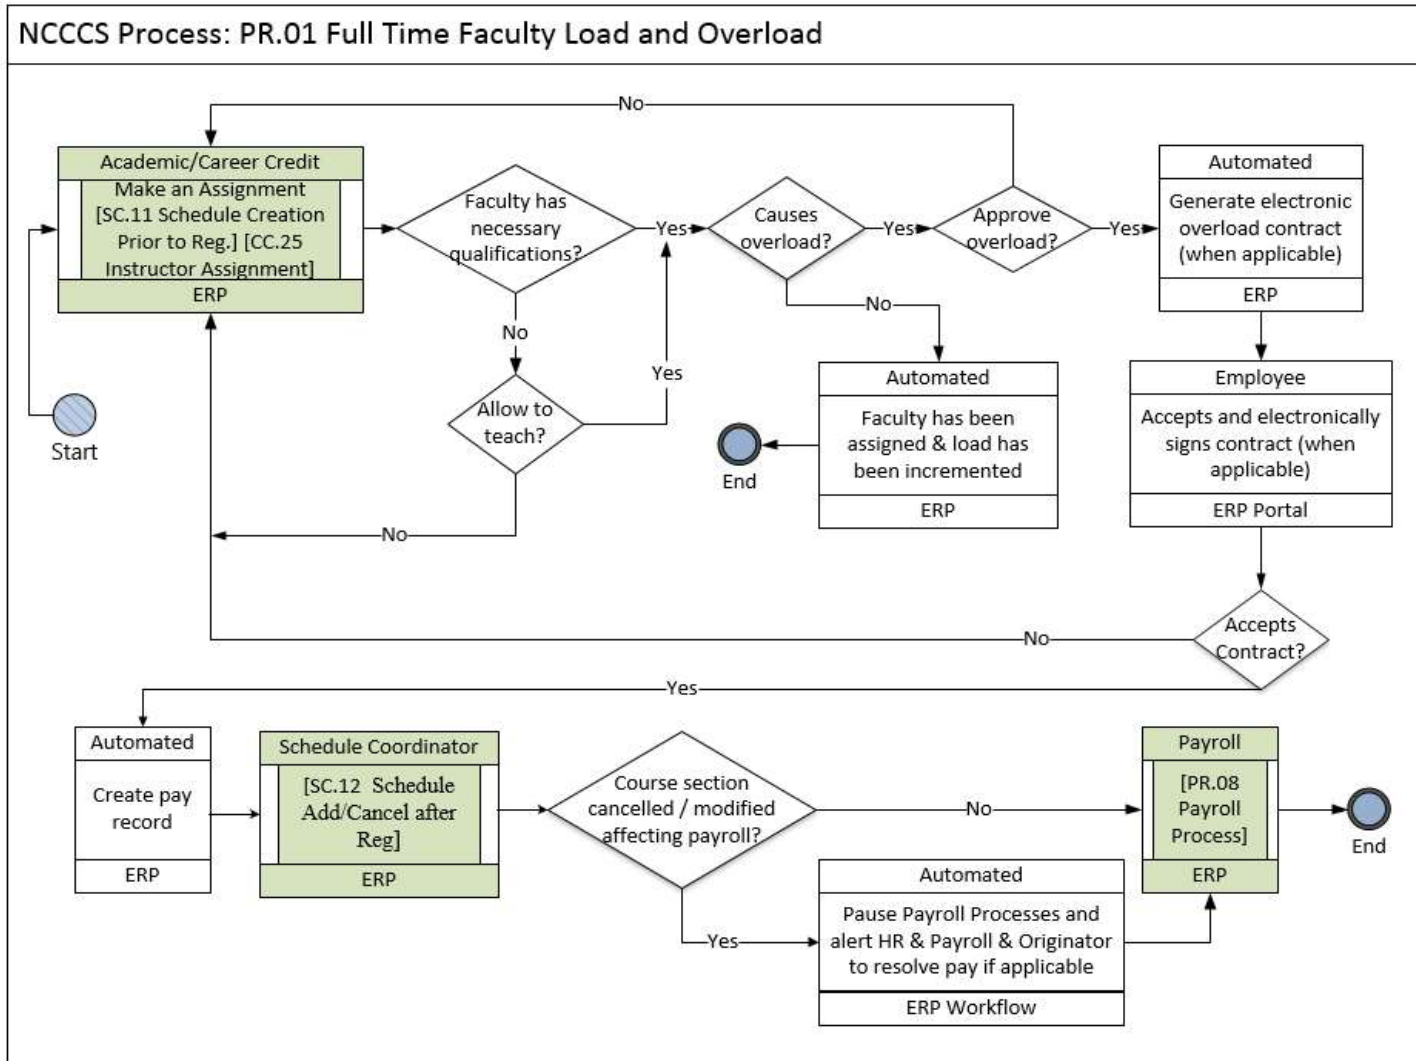 NCCCS Process: PR.01 Full Time Faculty Load and Overload
No
Academic/Career Credit
Make an Assignment
[SC.11 Schedule Creation
Prior to Reg.] [CC.25
Instructor Assignment]
ERP
Faculty has
necessary
qualifications?
Yes
Causes
overload?
Yes
Approve
overload?
Yes
Automated
Generate electronic
overload contract
(when applicable)
ERP
No
No
Yes
Start
Allow to
teach?
No
End
Automated
Faculty has been
assigned & load has
been incremented
ERP
Employee
Accepts and electronically
signs contract (when
applicable)
ERP Portal
Accepts
Contract?
No
Yes
Automated
Create pay
record
ERP
Schedule Coordinator
[SC.12 Schedule
Add/Cancel after
Reg]
ERP
Course section
cancelled / modified
affecting payroll?
No
Yes
Automated
Pause Payroll Processes and
alert HR & Payroll & Originator
to resolve pay if applicable
ERP Workflow
Payroll
[PR.08
Payroll
Process]
ERP
End